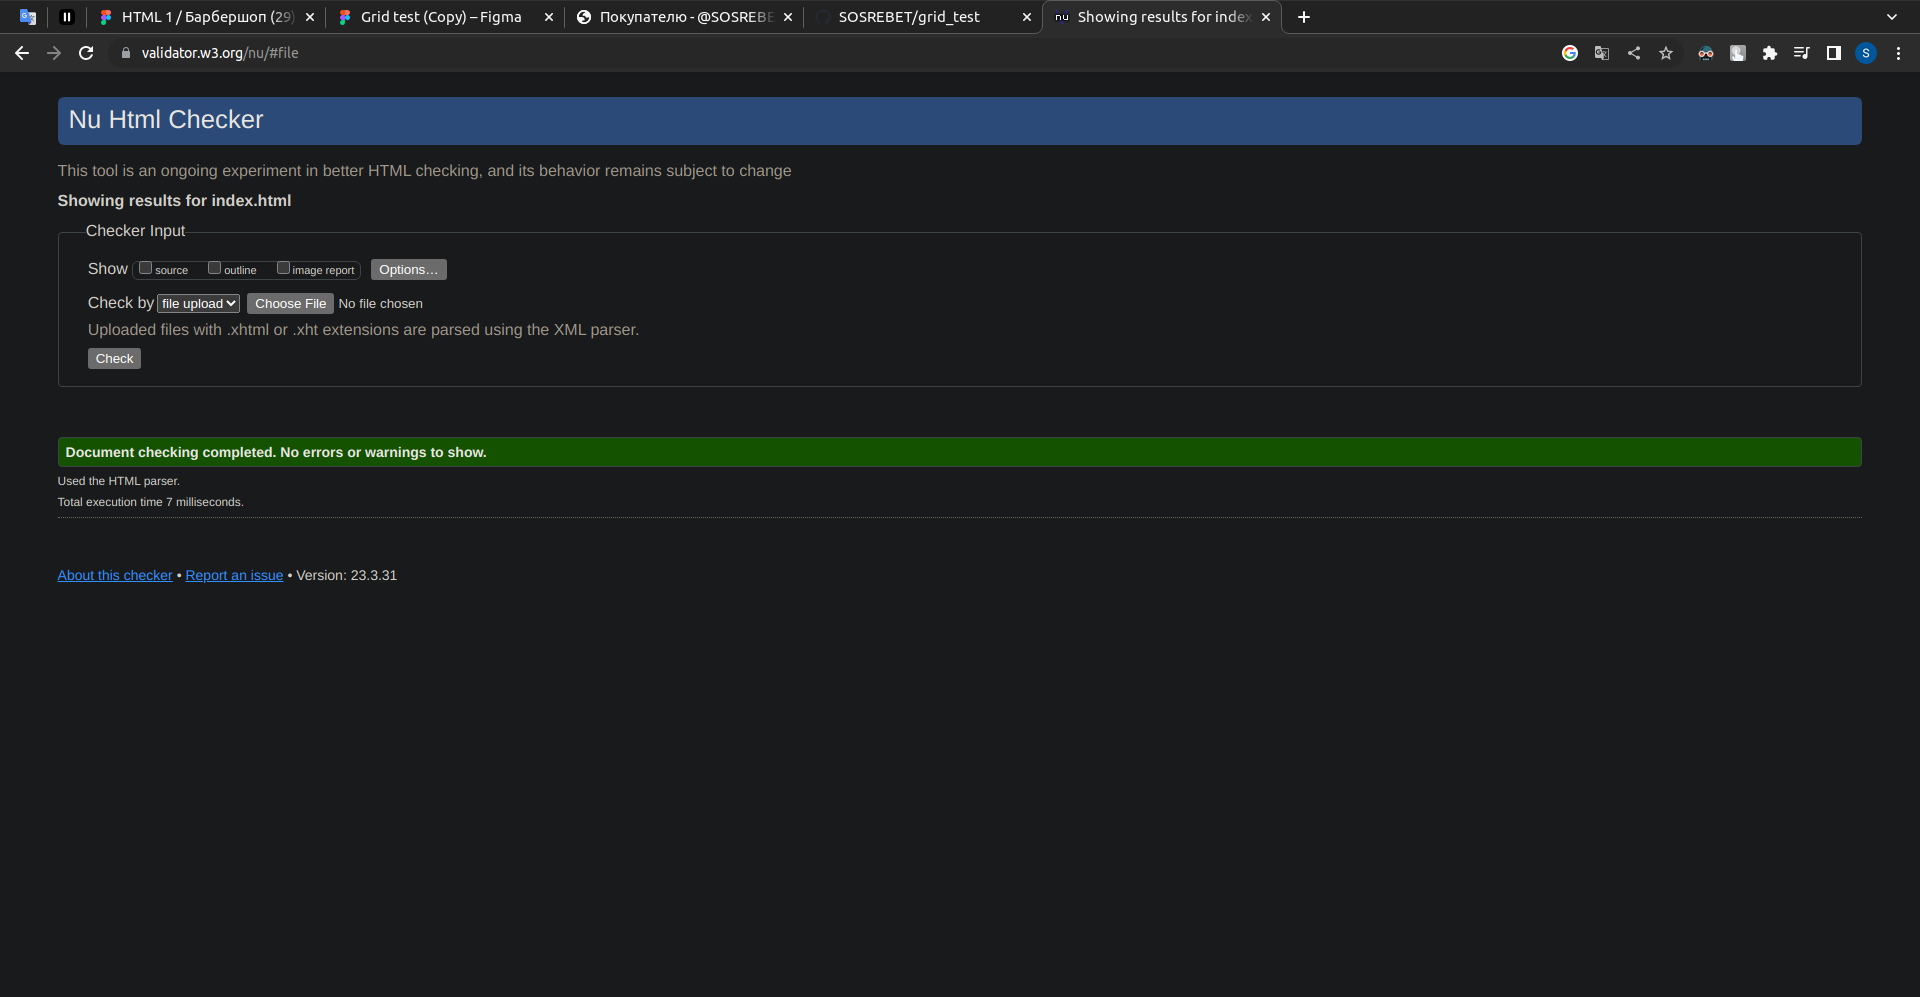 HTML 1 / Барбершоп (29)
Grid test (Copy) – Figma
Покупателю - @SOSREBE
SOSREBET/grid_test
nu Showing results for index
validator.w3.org/nu/#file
S
Nu Html Checker
This tool is an ongoing experiment in better HTML checking, and its behavior remains subject to change
Showing results for index.html
Checker Input
Show source outline image report Options…
Check by file upload Choose File No file chosen
Uploaded files with .xhtml or .xht extensions are parsed using the XML parser.
Check
Document checking completed. No errors or warnings to show.
Used the HTML parser.
Total execution time 7 milliseconds.
About this checker • Report an issue • Version: 23.3.31